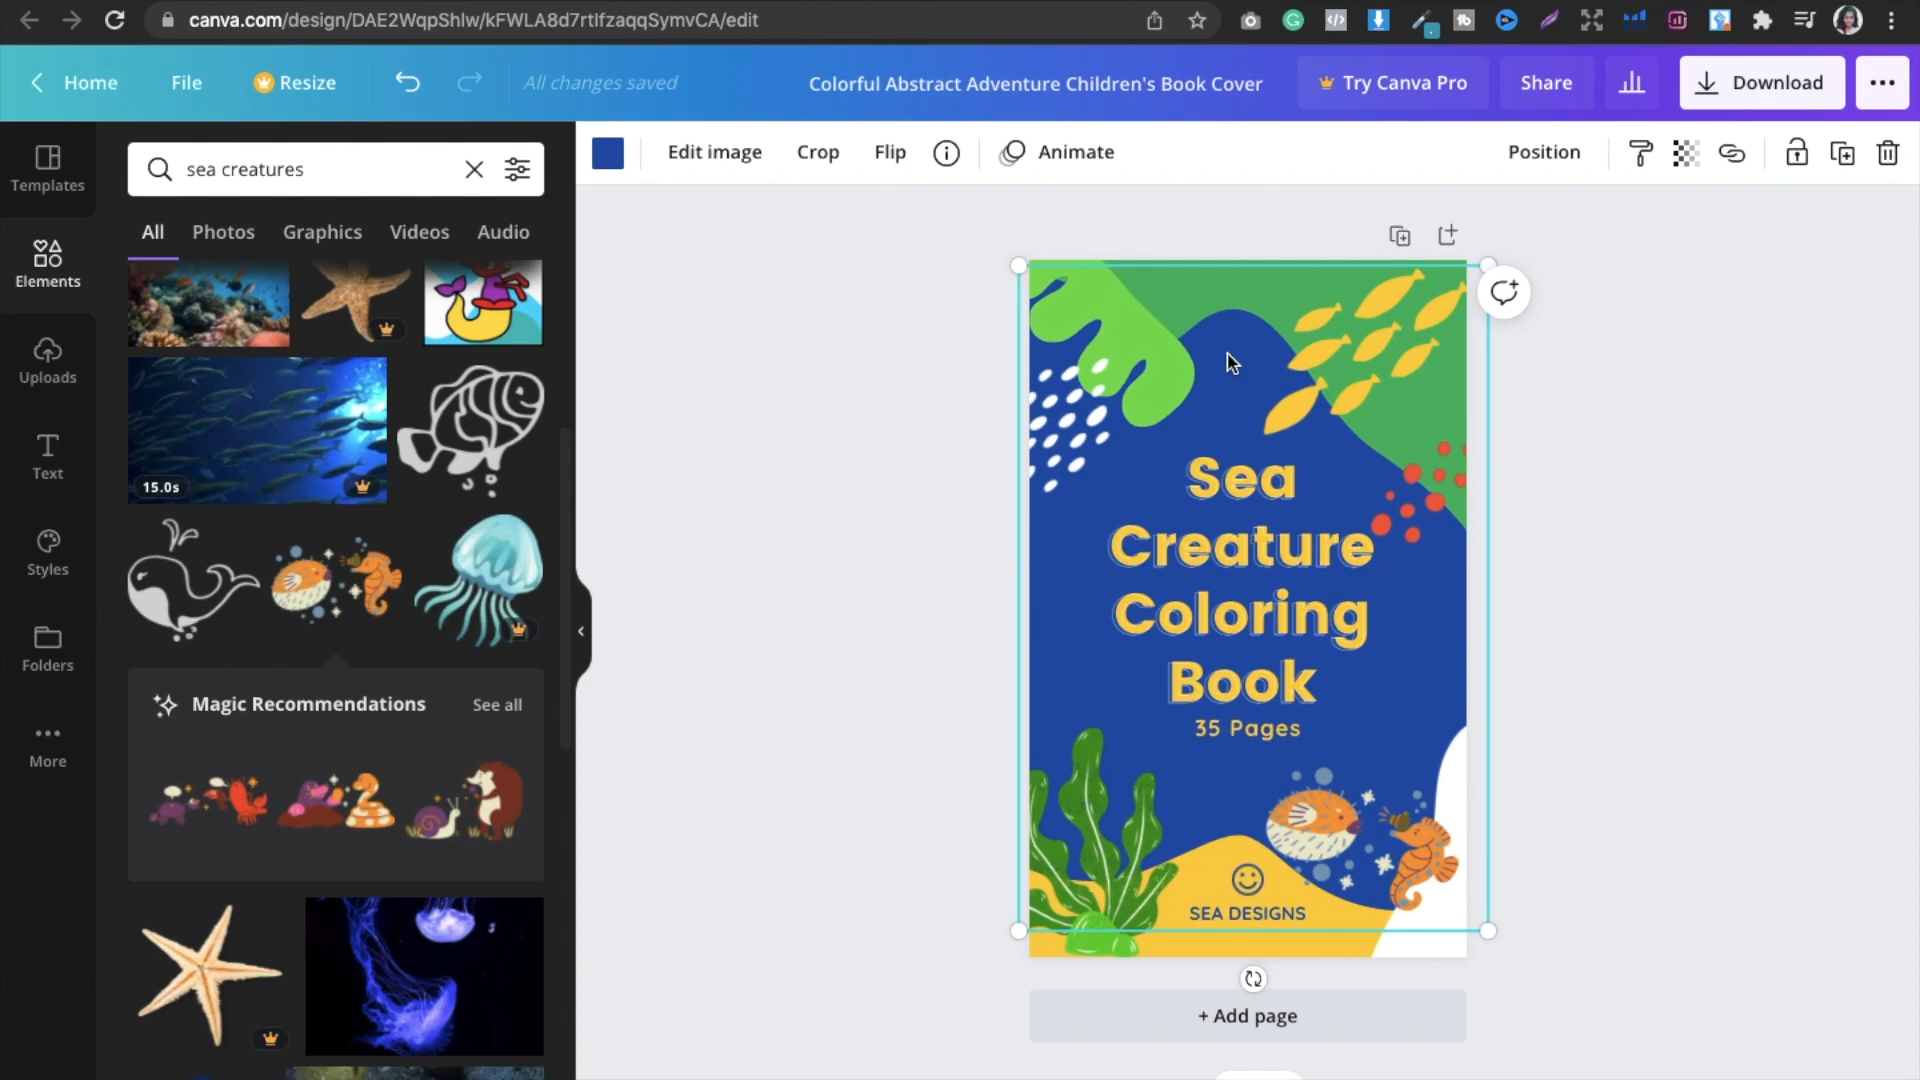 canva.com/design/DAE2WqpShlw/kFWLA8d7rtlfzaqqSymvCA/edit
Home
File
Resize
All changes saved
Colorful Abstract Adventure Children's Book Cover
Try Canva Pro
Share
Download
Templates
Elements
Uploads
Text
Styles
Folders
More
sea creatures
All
Photos
Graphics
Videos
Audio
15.0s
Magic Recommendations
See all
Edit image
Crop
Flip
Animate
Position
Sea
Creature
Coloring
Book
35 Pages
SEA DESIGNS
+ Add page